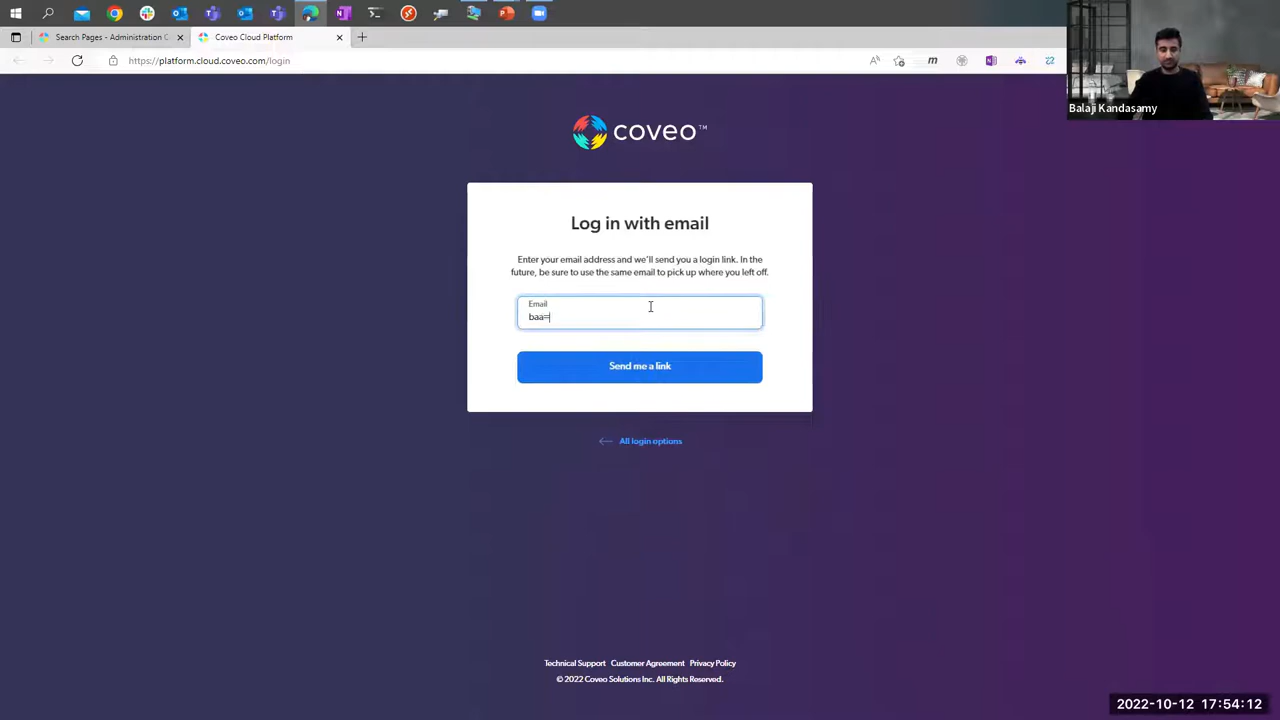 Search Pages - Administration C
Coveo Cloud Platform
https://platform.cloud.coveo.com/login
Balaji Kandasamy
coveo™
Log in with email
Enter your email address and we'll send you a login link. In the
future, be sure to use the same email to pick up where you left off.
Email
baa=
Send me a link
All login options
Technical Support Customer Agreement Privacy Policy
© 2022 Coveo Solutions Inc. All Rights Reserved.
2022-10-12 17:54:12